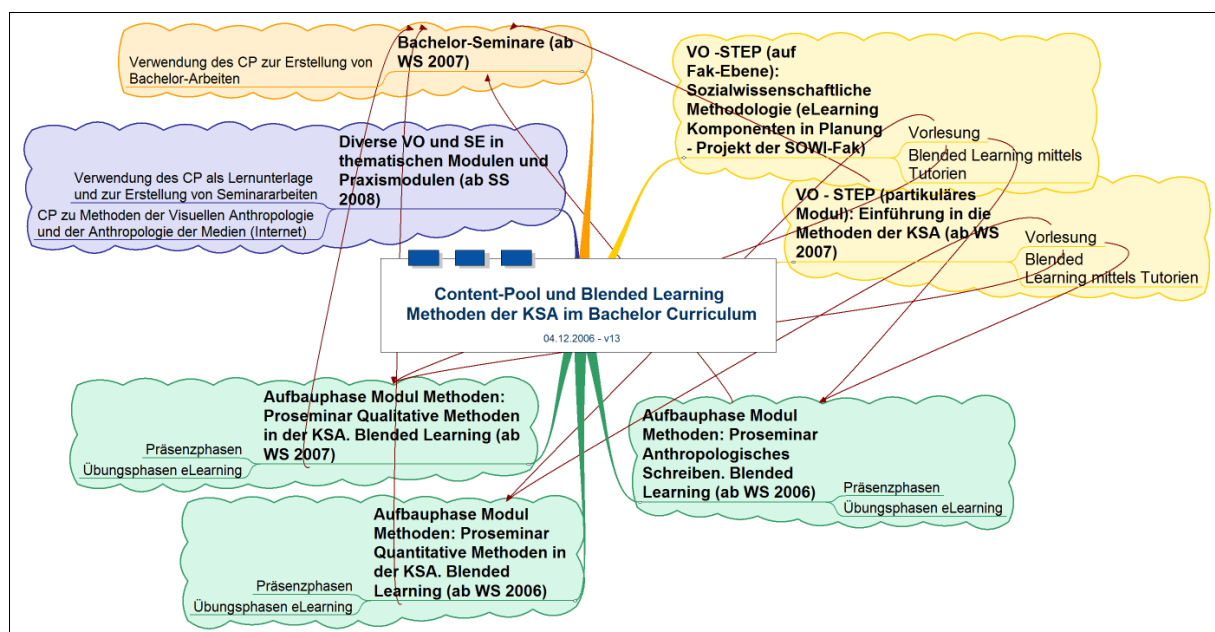 Bachelor-Seminare (ab
WS 2007)
Verwendung des CP zur Erstellung von
Bachelor-Arbeiten
Diverse VO und SE in
thematischen Modulen und
Praxismodulen (ab SS
2008)
Verwendung des CP als Lernunterlage
und zur Erstellung von Seminararbeiten
CP zu Methoden der Visuellen Anthropologie
und der Anthropologie der Medien (Internet)
VO -STEP (auf
Fak-Ebene):
Sozialwissenschaftliche
Methodologie (eLearning
Komponenten in Planung
- Projekt der SOWI-Fak)
Vorlesung
Blended Learning mittels
Tutorien
VO - STEP (partikuläres
Modul): Einführung in die
Methoden der KSA (ab WS
2007)
Vorlesung
Blended
Learning mittels Tutorien
Content-Pool und Blended Learning
Methoden der KSA im Bachelor Curriculum
04.12.2006 - v13
Aufbauphase Modul Methoden:
Proseminar Qualitative Methoden
in der KSA. Blended Learning (ab
WS 2007)
Präsenzphasen
Übungsphasen eLearning
Aufbauphase Modul
Methoden: Proseminar
Quantitative Methoden in
der KSA. Blended
Learning (ab WS 2006)
Präsenzphasen
Übungsphasen eLearning
Aufbauphase Modul
Methoden: Proseminar
Anthropologisches
Schreiben. Blended
Learning (ab WS 2006)
Präsenzphasen
Übungsphasen eLearning